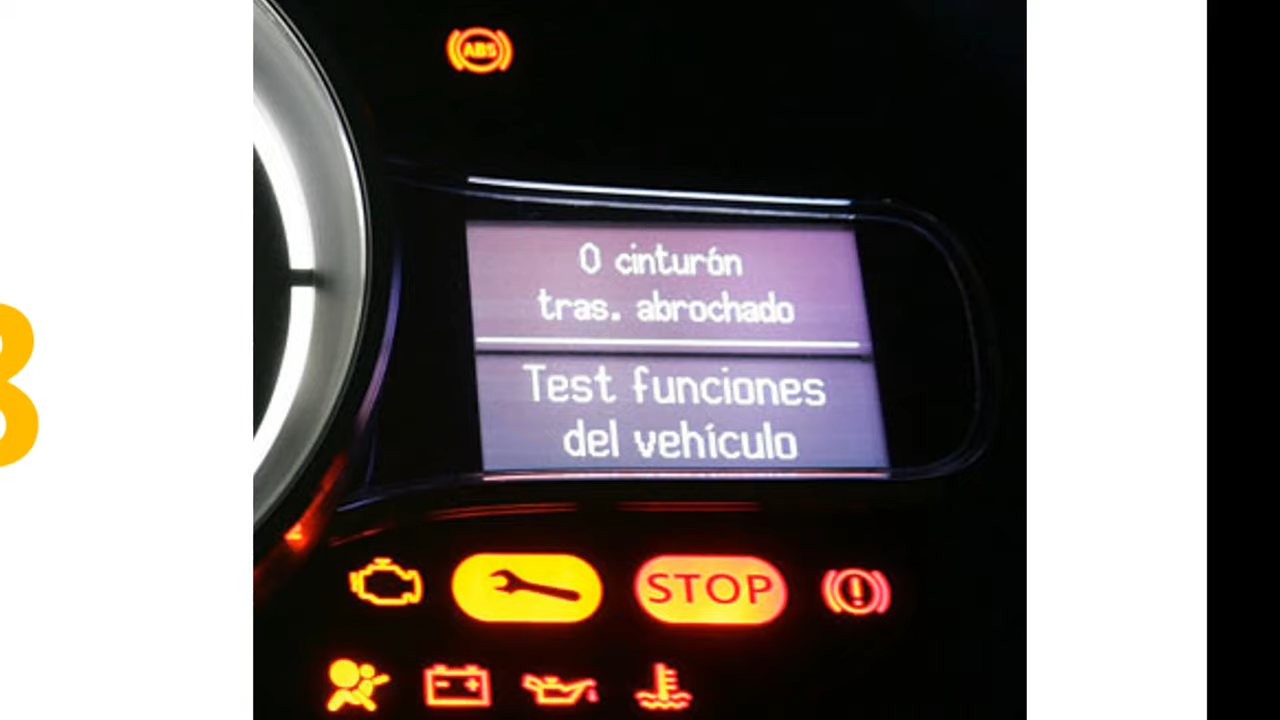 ABS
0 cinturón
tras. abrochado
Test funciones
del vehículo
STOP